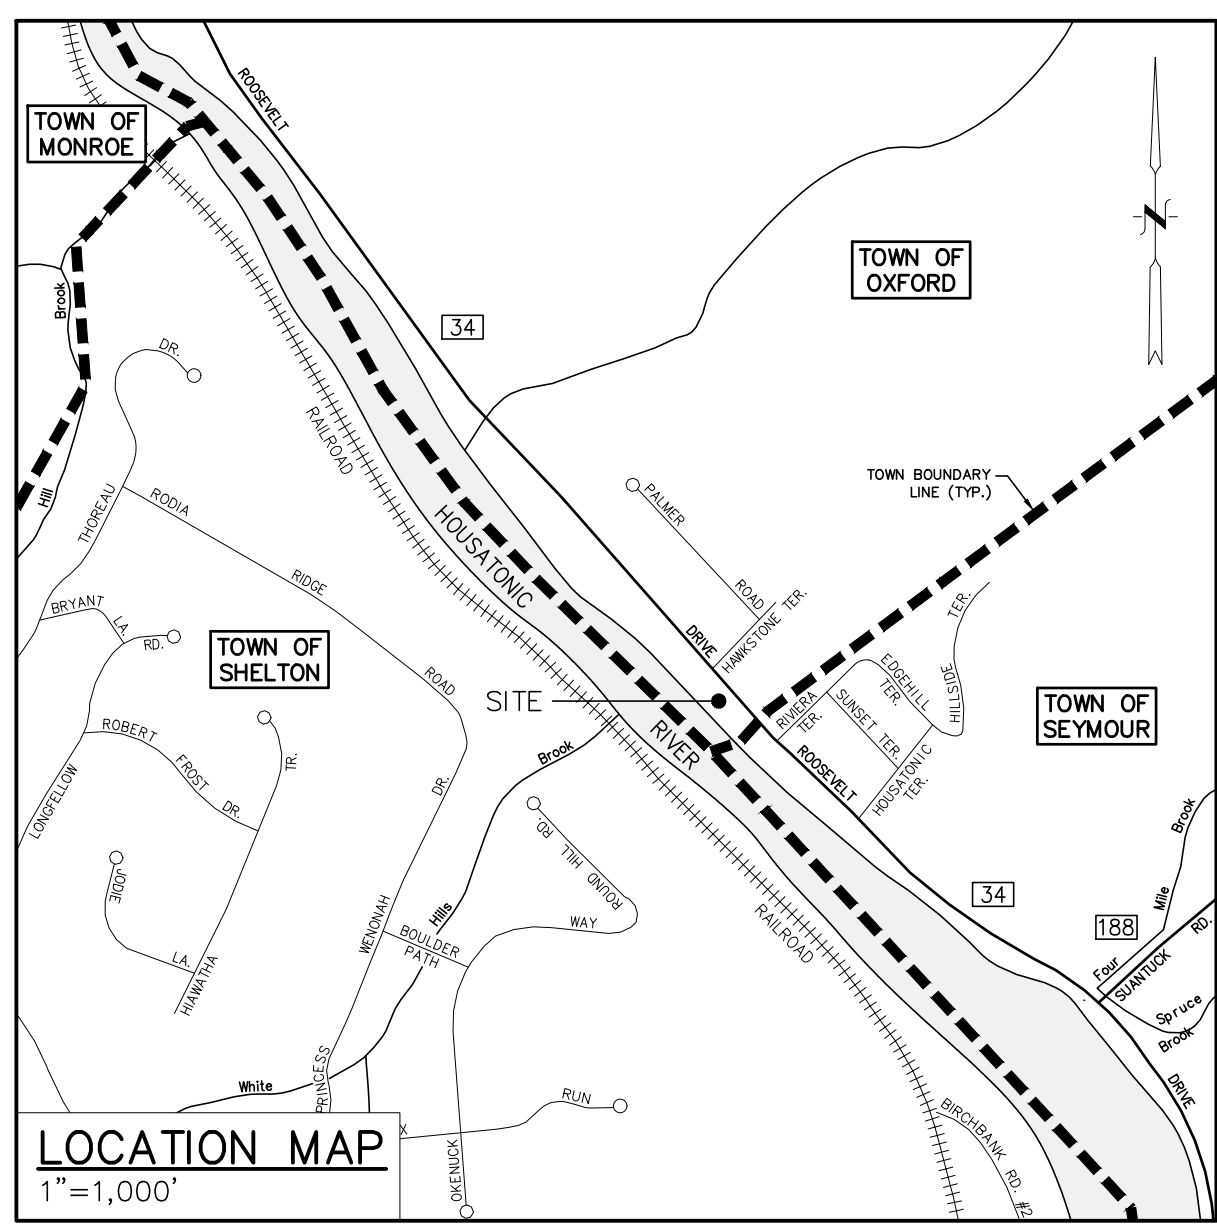 ROOSEVELT
TOWN OF
MONROE
N
TOWN OF
OXFORD
Brook
34
DR.
RAILROAD
TOWN BOUNDARY
LINE (TYP.)
Hill
THOREAU
RODIA
PALMER
HOUSATONIC
RIDGE
ROAD
BRYANT
LA.
RD.
DRIVE
HAWKSTONE TER.
TER.
TOWN OF
SHELTON
ROAD
EDGEHILL
TER.
HILLSIDE
SITE
RIVIERA
TER.
SUNSET TER.
TOWN OF
SEYMOUR
ROBERT
FROST
DR.
TR.
RIVER
Brook
ROOSEVELT
HOUSATONIC
TER.
LONGFELLOW
DR.
RD.
HILL
ROUND
Brook
JODIE
34
Mile
188
RD.
WENONAH
Hills
WAY
BOULDER
PATH
RAILROAD
LA.
HIAWATHA
Four
SUANTUCK
Spruce
Brook
PRINCESS
White
RUN
DRIVE
X
OKENUCK
BIRCHBANK
RD. #2
LOCATION MAP
1"=1,000'